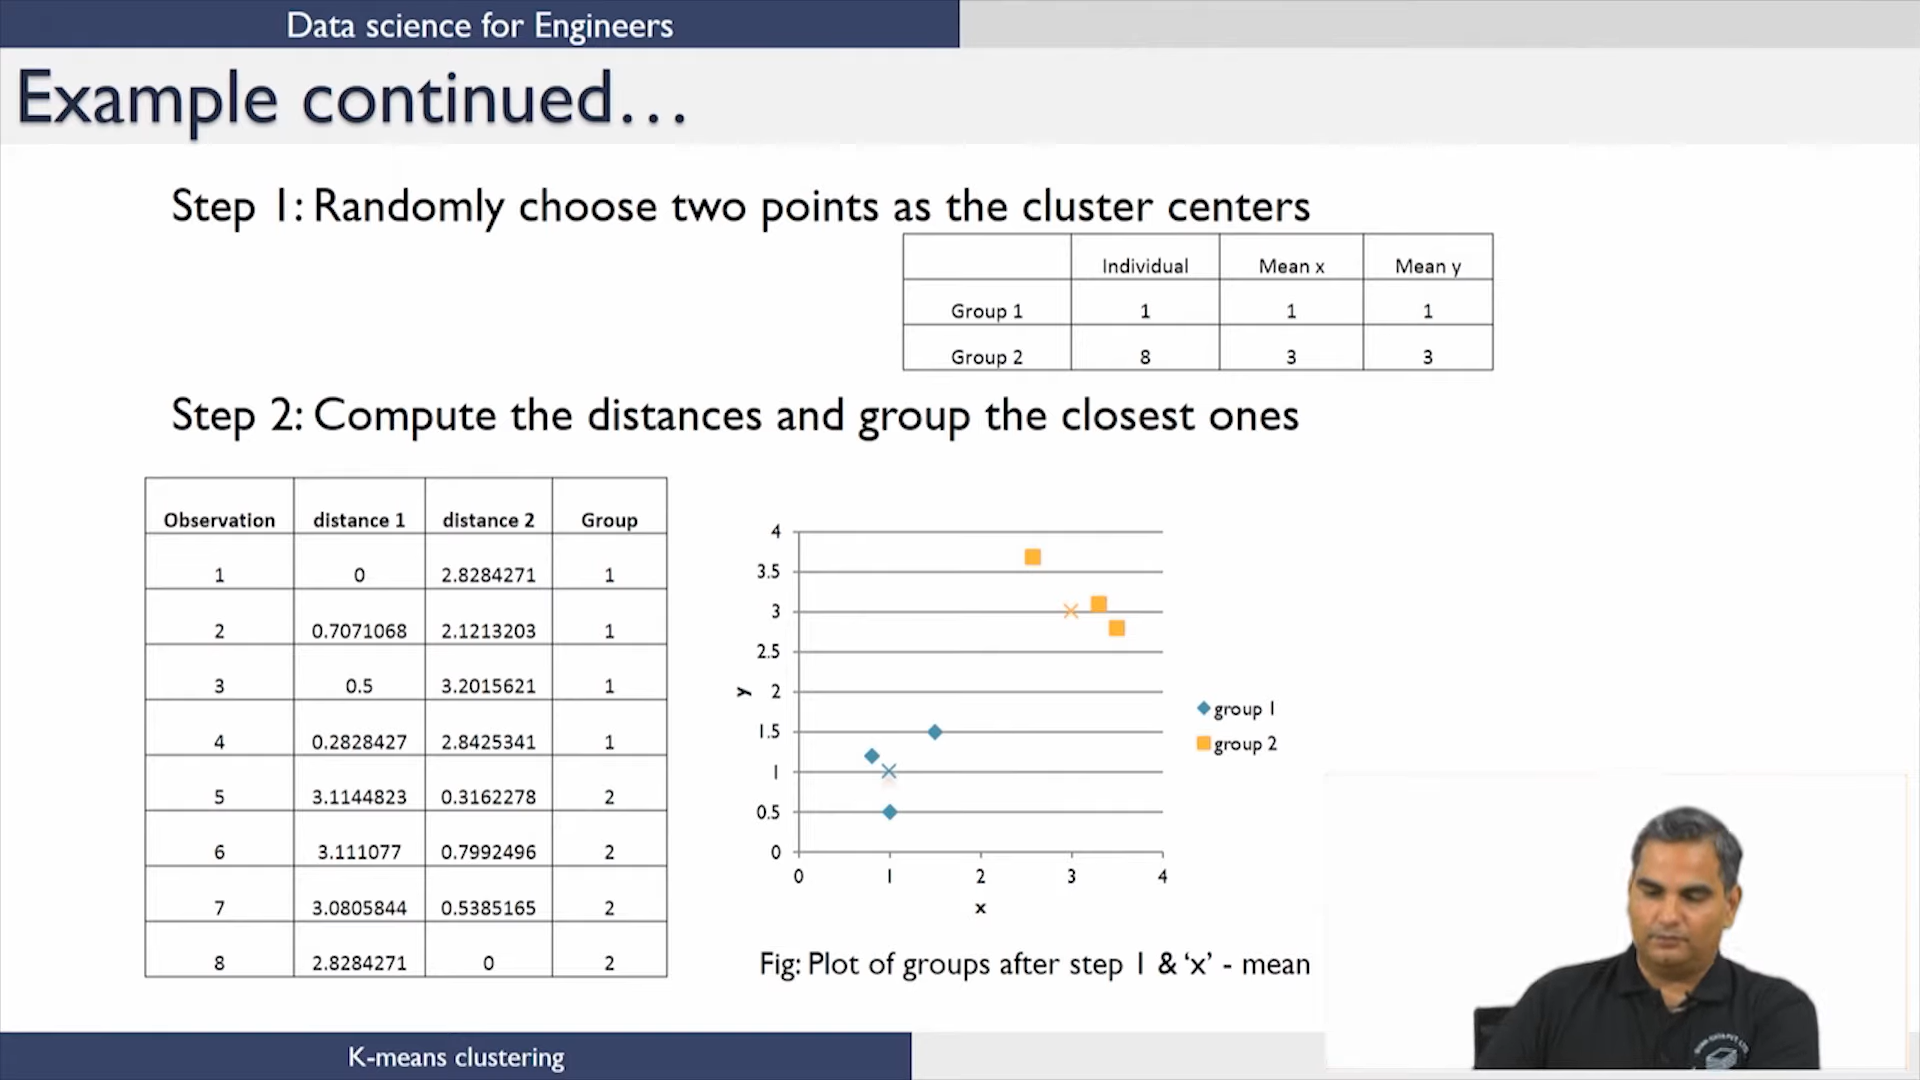 Data science for Engineers
Example continued...
Step 1: Randomly choose two points as the cluster centers
Individual Mean x Mean y
Group 1 1 1 1
Group 2 8 3 3
Step 2: Compute the distances and group the closest ones
Observation distance 1 distance 2 Group
1 0 2.8284271 1
2 0.7071068 2.1213203 1
3 0.5 3.2015621 1
4 0.2828427 2.8425341 1
5 3.1144823 0.3162278 2
6 3.111077 0.7992496 2
7 3.0805844 0.5385165 2
8 2.8284271 0 2
4
3.5
3
2.5
2
1.5
1
0.5
0
y
0 1 2 3 4
x
group 1
group 2
Fig: Plot of groups after step 1 & ‘x’ - mean
K-means clustering